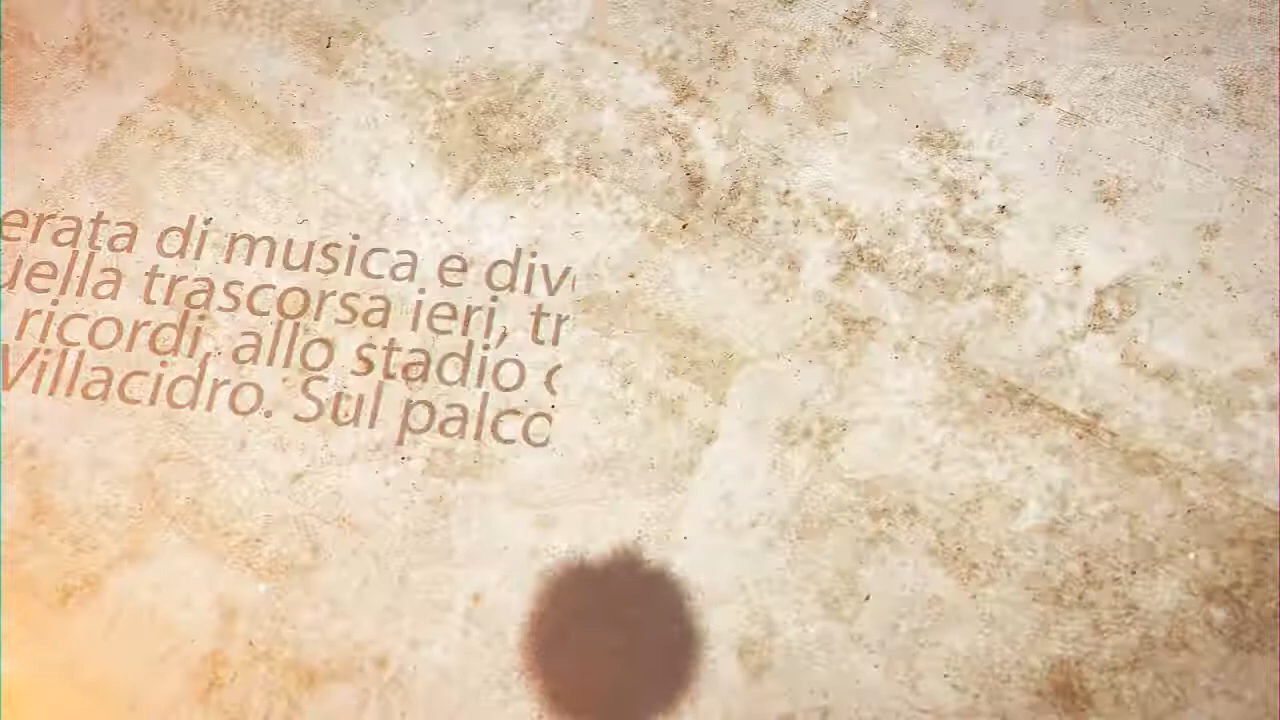 erata di musica e div
uella trascorsa ieri, tr
ricordi, allo stadio
Villacidro. Sul palco